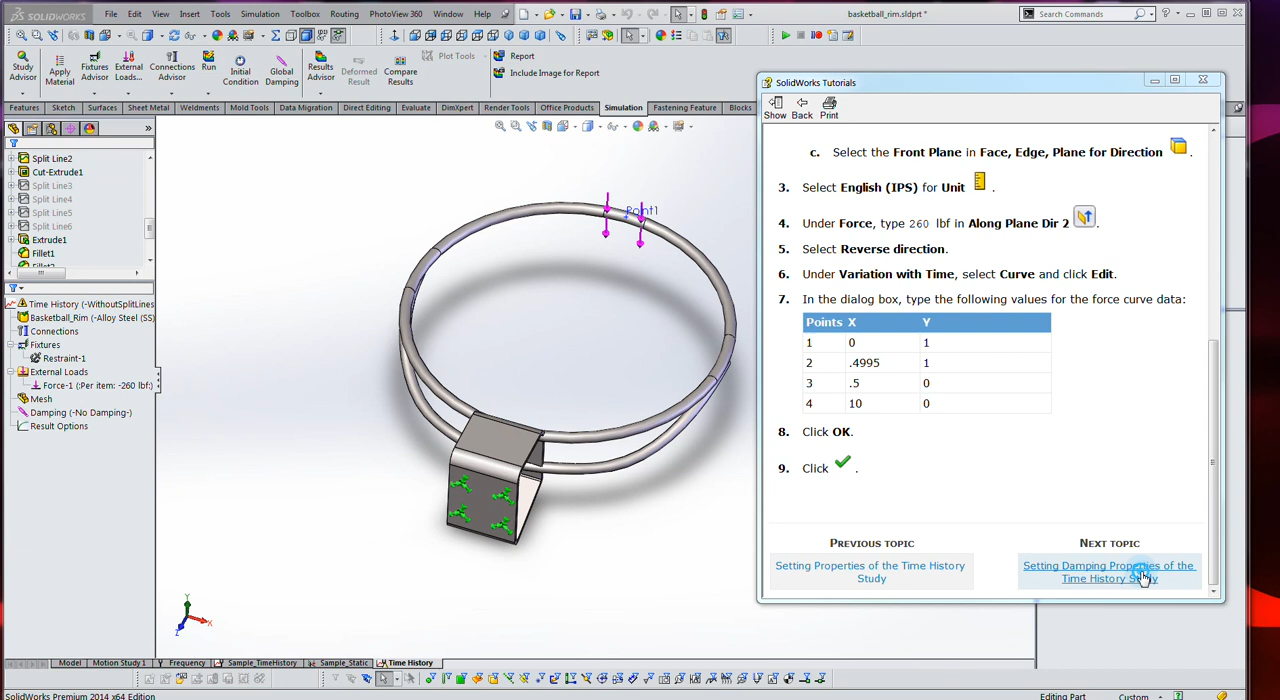 SOLIDWORKS File Edit View Insert Tools Simulation Toolbox Routing PhotoView 360 Window Help basketball_rim.sldprt * Search Commands
Study Advisor
Apply Material
Fixtures Advisor
External Loads...
Connections Advisor
Run
Initial Condition
Global Damping
Results Advisor
Deformed Result
Compare Results
Plot Tools
Report
Include Image for Report
Features Sketch Surfaces Sheet Metal Weldments Mold Tools Data Migration Direct Editing Evaluate DimXpert Render Tools Office Products Simulation Fastening Feature Blocks
Split Line2
Cut-Extrude1
Split Line3
Split Line4
Split Line5
Split Line6
Extrude1
Fillet1
Time History (-WithoutSplitLines
Basketball_Rim (-Alloy Steel (SS)
Connections
Fixtures
Restraint-1
External Loads
Force-1 (:Per item: -260 lbf:)
Mesh
Damping (-No Damping-)
Result Options
Point1
Y
X
Z
SolidWorks Tutorials
Show Back Print
c. Select the Front Plane in Face, Edge, Plane for Direction .
3. Select English (IPS) for Unit .
4. Under Force, type 260 lbf in Along Plane Dir 2 .
5. Select Reverse direction.
6. Under Variation with Time, select Curve and click Edit.
7. In the dialog box, type the following values for the force curve data:
Points X Y
1 0 1
2 .4995 1
3 .5 0
4 10 0
8. Click OK.
9. Click .
PREVIOUS TOPIC
Setting Properties of the Time History
Study
NEXT TOPIC
Setting Damping Properties of the
Time History Study
Model Motion Study 1 Frequency Sample_TimeHistory Sample_Static Time History
SolidWorks Premium 2014 x64 Edition Editing Part Custom